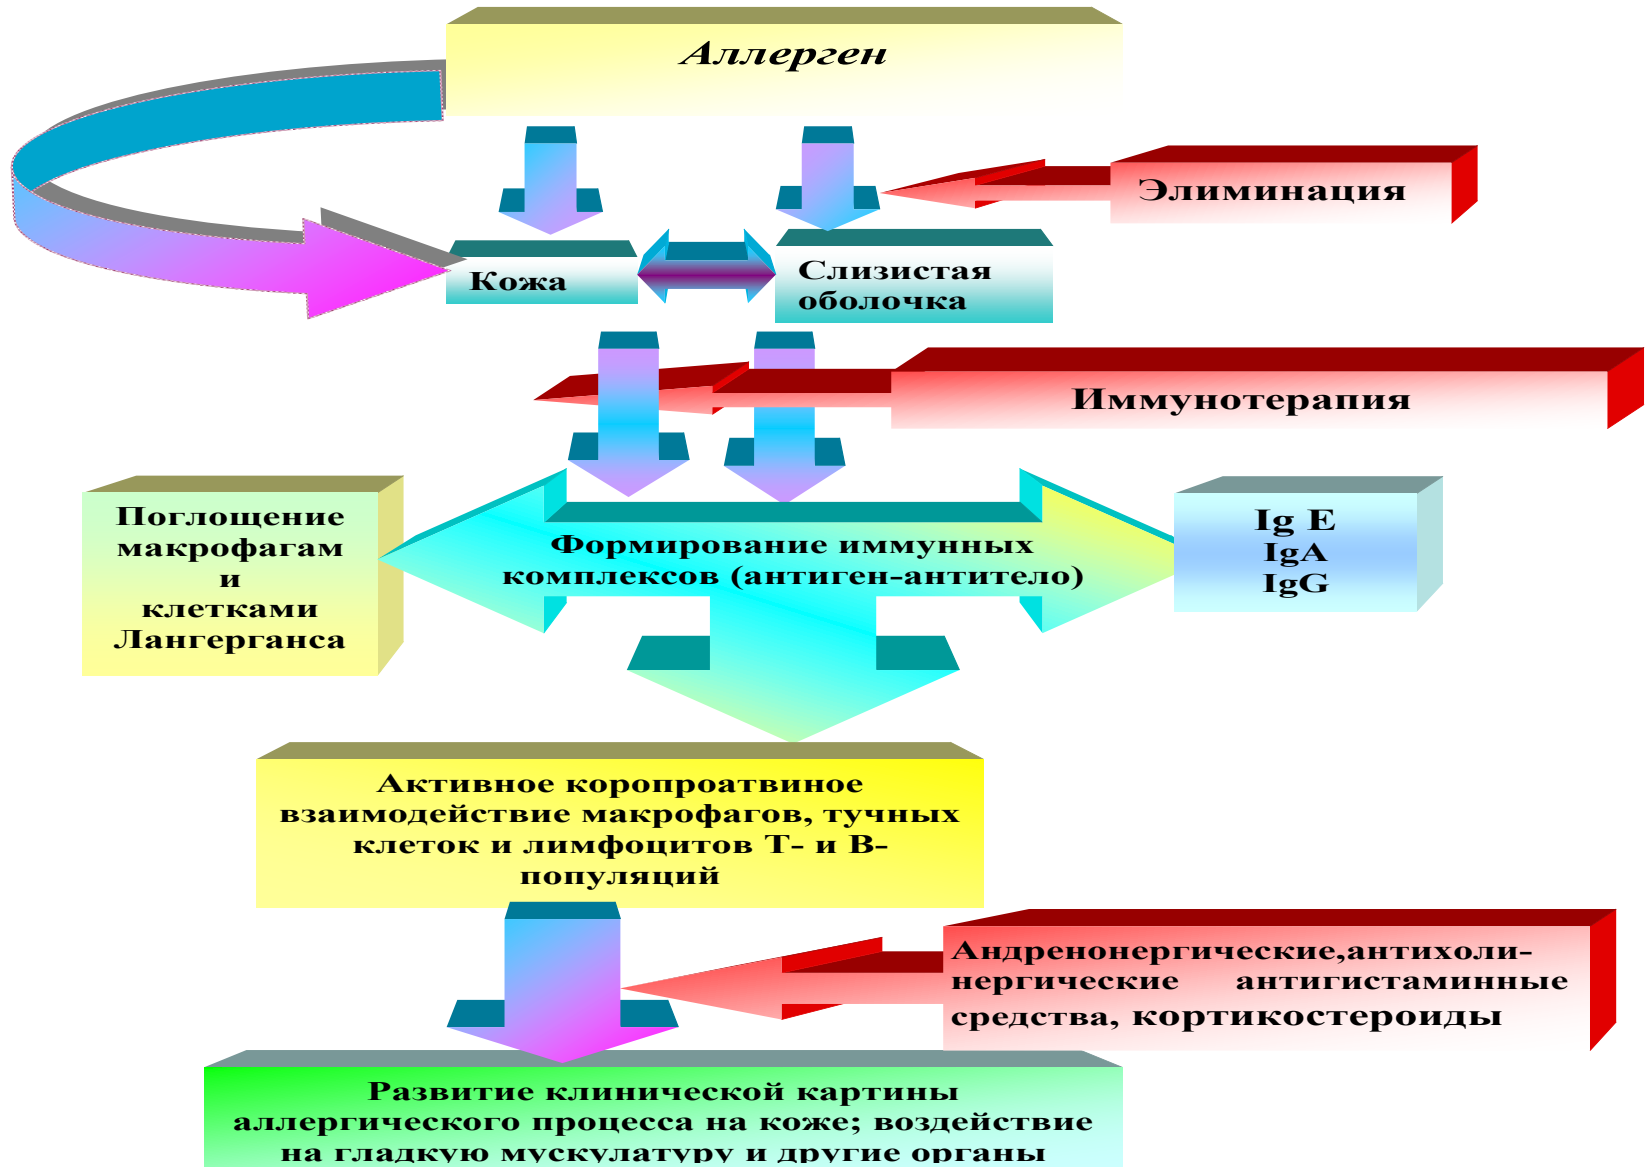 Аллерген
Элиминация
Кожа
Слизистая
оболочка
Иммунотерапия
Поглощение
макрофагам
и
клетками
Лангерганса
Формирование иммунных
комплексов (антиген-антитело)
Ig E
IgA
IgG
Активное коропроатвиное
взаимодействие макрофагов, тучных
клеток и лимфоцитов Т- и В-
популяций
Андренонергические,антихоли-
нергические антигистаминные
средства, кортикостероиды
Развитие клинической картины
аллергического процесса на коже; воздействие
на гладкую мускулатуру и другие органы